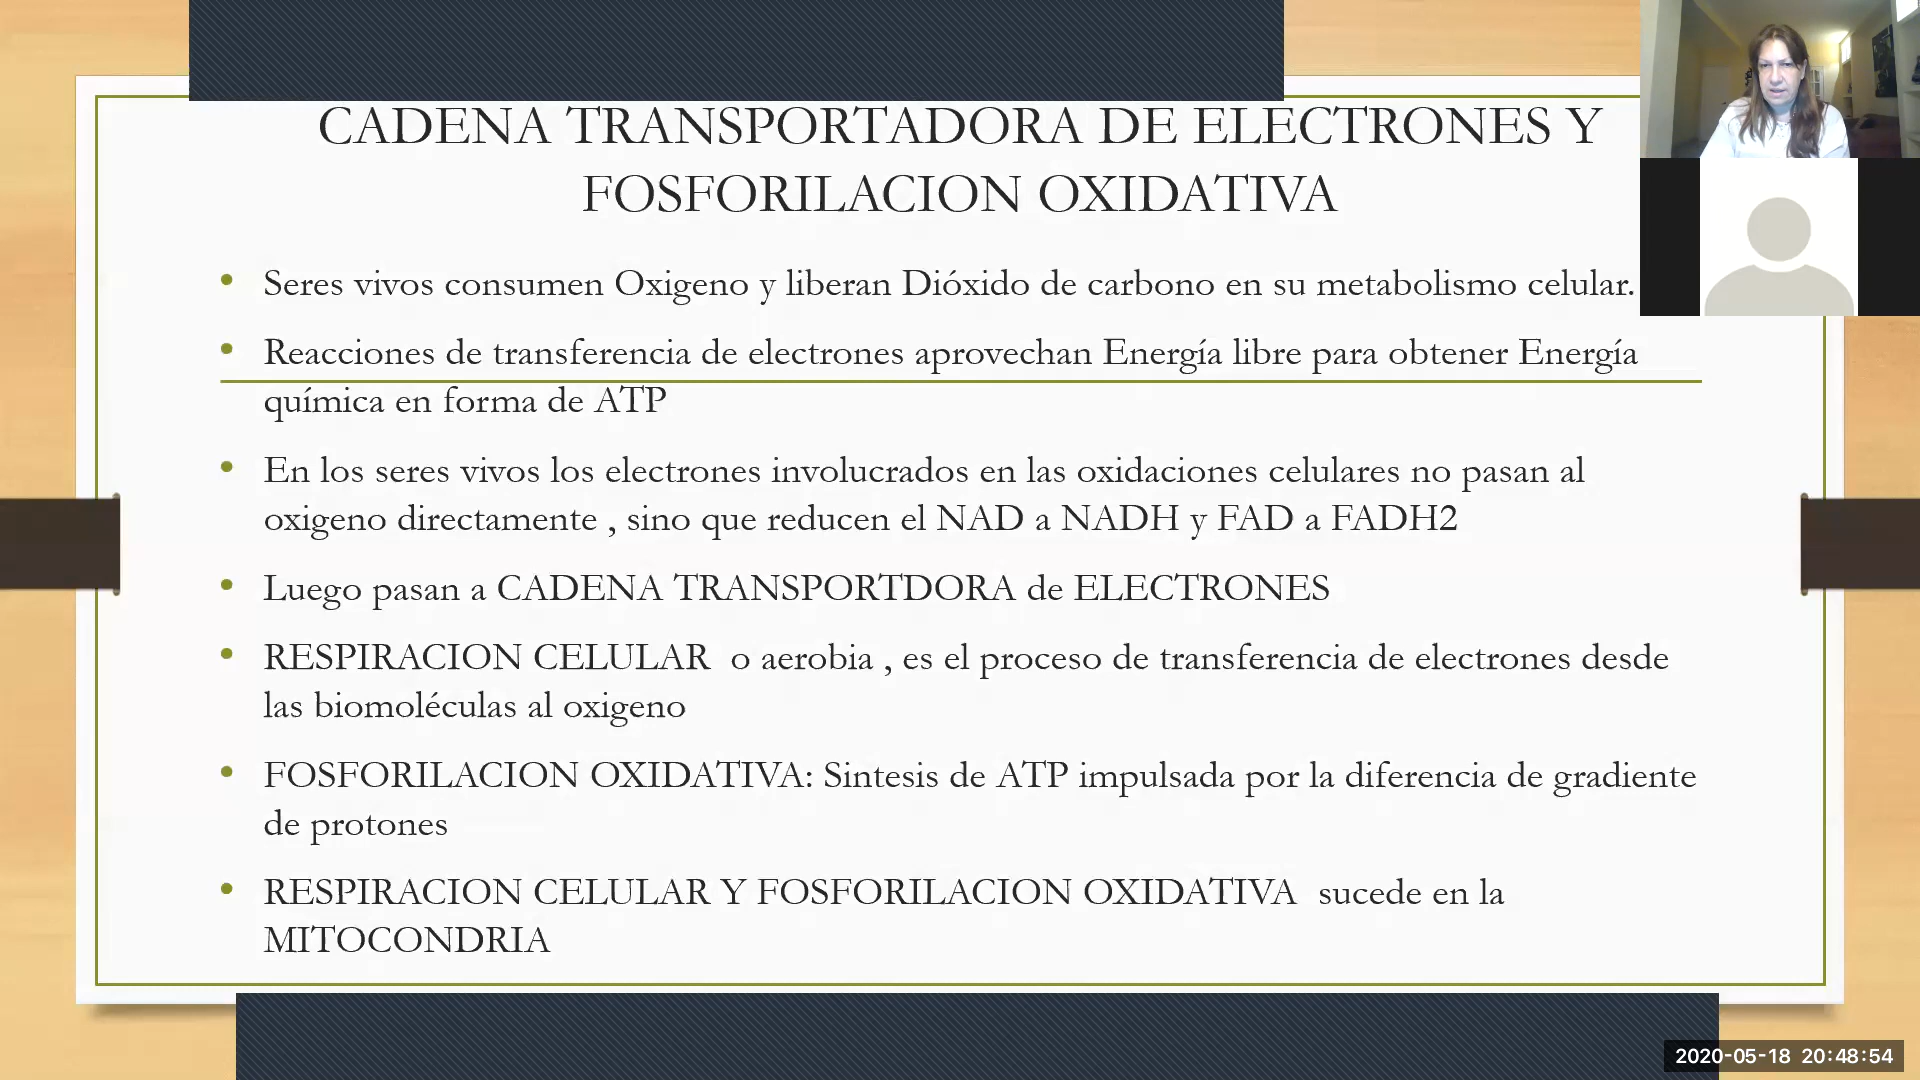 CADENA TRANSPORTADORA DE ELECTRONES Y
FOSFORILACION OXIDATIVA
• Seres vivos consumen Oxigeno y liberan Dióxido de carbono en su metabolismo celular.
• Reacciones de transferencia de electrones aprovechan Energía libre para obtener Energía
química en forma de ATP
• En los seres vivos los electrones involucrados en las oxidaciones celulares no pasan al
oxigeno directamente , sino que reducen el NAD a NADH y FAD a FADH2
• Luego pasan a CADENA TRANSPORTDORA de ELECTRONES
• RESPIRACION CELULAR o aerobia , es el proceso de transferencia de electrones desde
las biomoléculas al oxigeno
• FOSFORILACION OXIDATIVA: Sintesis de ATP impulsada por la diferencia de gradiente
de protones
• RESPIRACION CELULAR Y FOSFORILACION OXIDATIVA sucede en la
MITOCONDRIA
2020-05-18 20:48:54